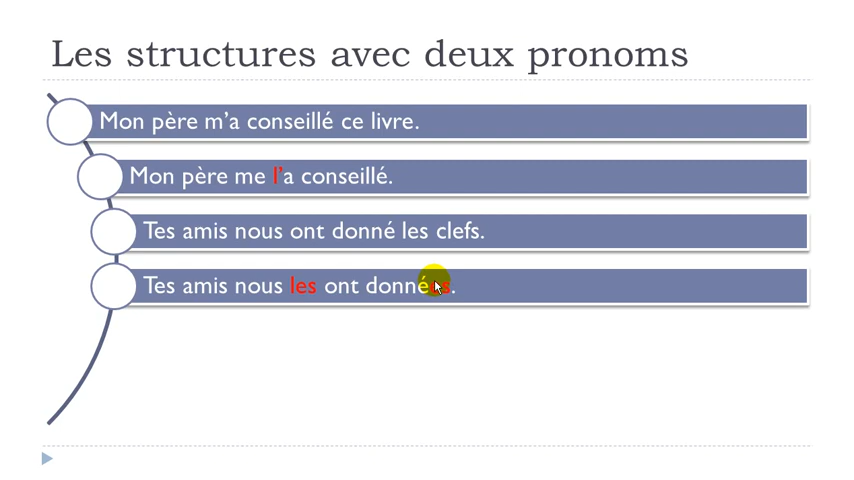 Les structures avec deux pronoms
Mon père m’a conseillé ce livre.
Mon père me l’a conseillé.
Tes amis nous ont donné les clefs.
Tes amis nous les ont données.